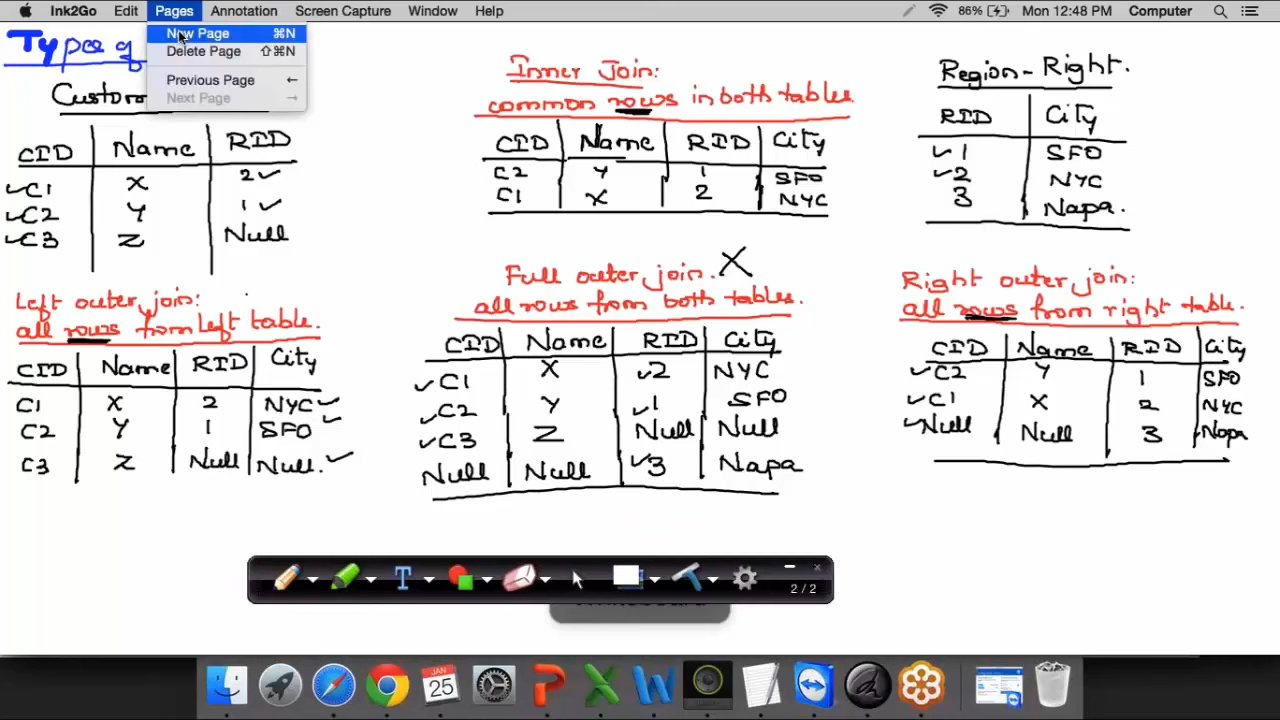 Ink2Go Edit Pages Annotation Screen Capture Window Help 86% Mon 12:48 PM Computer
New Page ⌘N
Delete Page ⇧⌘N
Previous Page ←
Next Page →
Types of
Custom
CID Name RID
✓C1 X 2✓
✓C2 Y 1✓
✓C3 Z Null
Inner Join:
common rows in both tables.
CID Name RID City
C2 Y 1 SFO
C1 X 2 NYC
Region-Right.
RID City
✓1 SFO
✓2 NYC
3 Napa.
Left outer join:
all rows from left table.
CID Name RID City
C1 X 2 NYC✓
C2 Y 1 SFO✓
C3 Z Null Null.✓
Full outer join. X
all rows from both tables.
CID Name RID City
✓C1 X ✓2 NYC
✓C2 Y ✓1 SFO
✓C3 Z Null Null
Null Null ✓3 Napa
Right outer join:
all rows from right table.
CID Name RID City
✓C2 Y 1 SFO
✓C1 X 2 NYC
✓Null Null 3 Napa
T
2/2
JAN
25
P X W